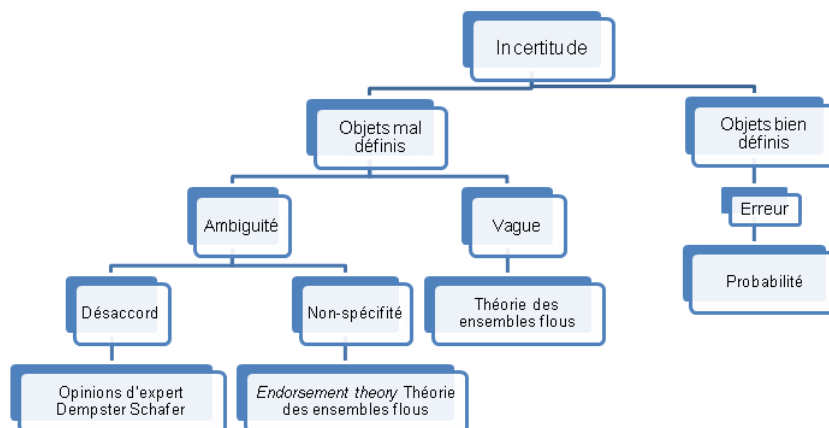 Incertitude
Objets mal
définis
Objets bien
définis
Ambiguité
Vague
Erreur
Désaccord
Non-spécifité
Théorie des
ensembles flous
Probabilité
Opinions d'expert
Dempster Schafer
Endorsement theory Théorie
des ensembles flous